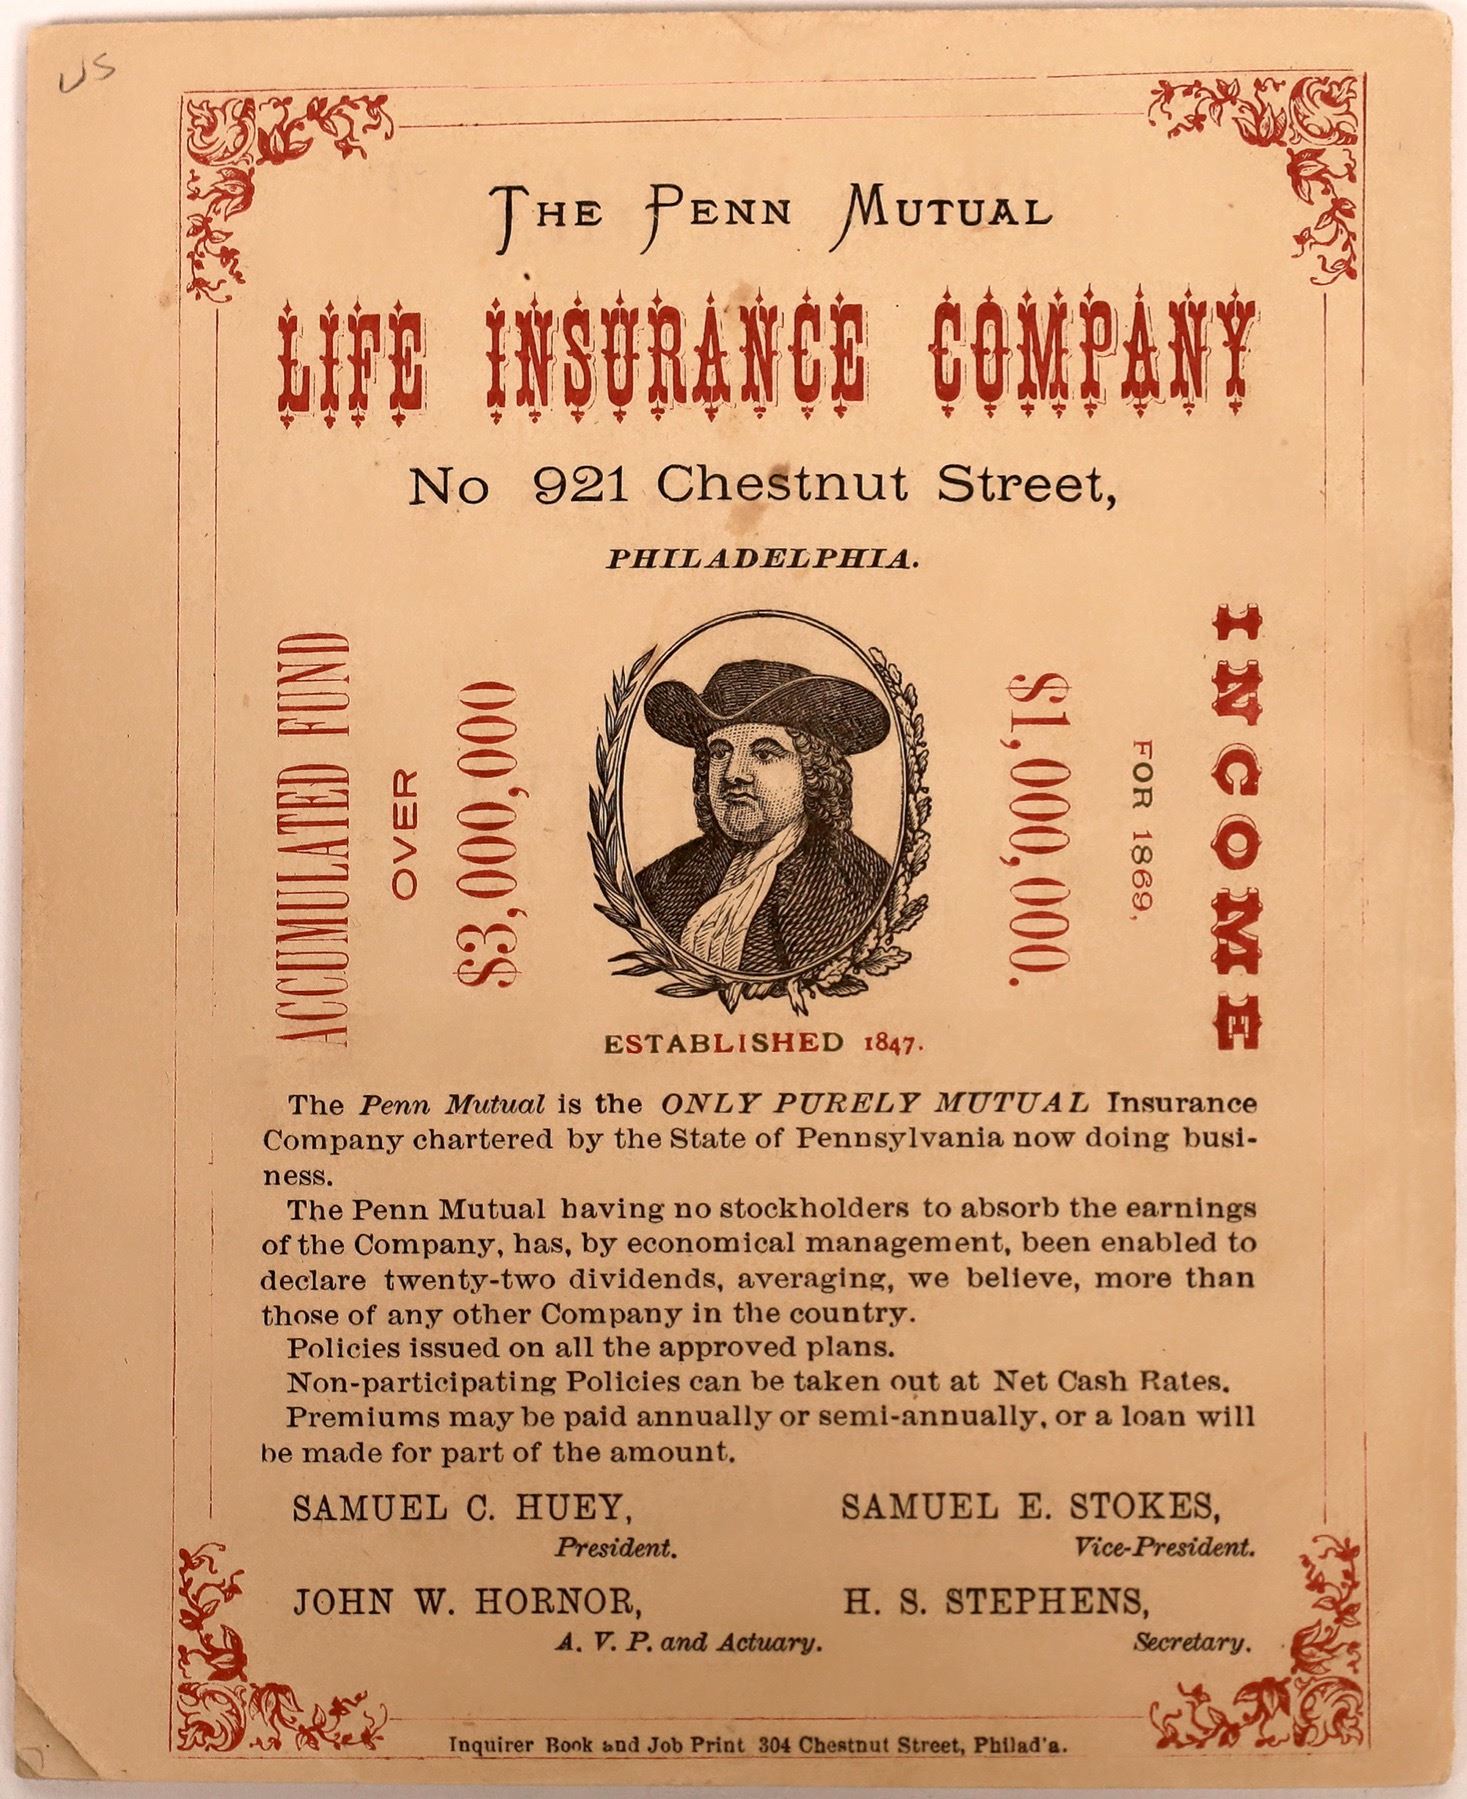 US
The Penn Mutual
LIFE INSURANCE COMPANY
No 921 Chestnut Street,
PHILADELPHIA.
ACCUMULATED FUND
OVER
$3,000,000
INCOME
FOR 1869,
$1,000,000.
ESTABLISHED 1847.
The Penn Mutual is the ONLY PURELY MUTUAL Insurance
Company chartered by the State of Pennsylvania now doing busi-
ness.
The Penn Mutual having no stockholders to absorb the earnings
of the Company, has, by economical management, been enabled to
declare twenty-two dividends, averaging, we believe, more than
those of any other Company in the country.
Policies issued on all the approved plans.
Non-participating Policies can be taken out at Net Cash Rates.
Premiums may be paid annually or semi-annually, or a loan will
be made for part of the amount.
SAMUEL C. HUEY,
President.
SAMUEL E. STOKES,
Vice-President.
JOHN W. HORNOR,
A. V. P. and Actuary.
H. S. STEPHENS,
Secretary.
Inquirer Book and Job Print 304 Chestnut Street, Philad'a.